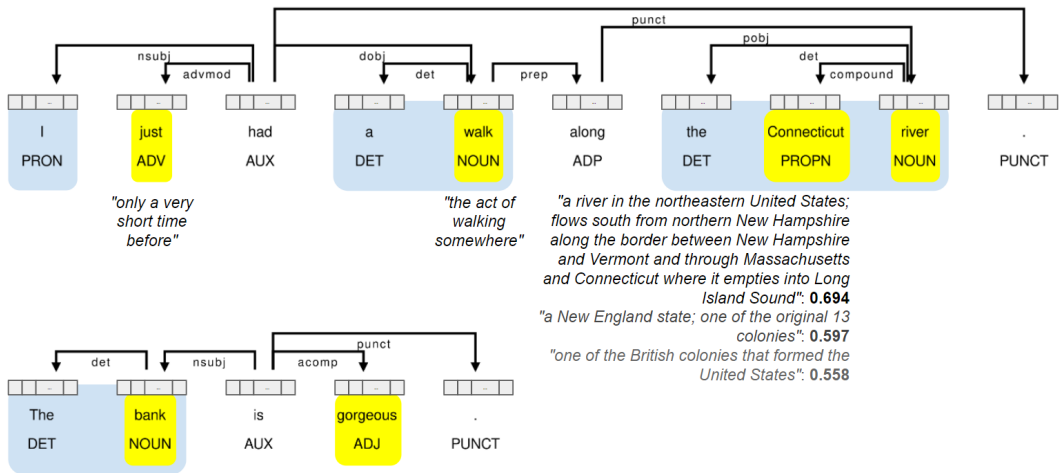 punct
pobj
nsubj dobj det
advmod det prep compound
.. .. .. .. .. .. .. .. .. ..
I just had a walk along the Connecticut river .
PRON ADV AUX DET NOUN ADP DET PROPN NOUN PUNCT
"only a very
short time
before"
"the act of
walking
somewhere"
"a river in the northeastern United States;
flows south from northern New Hampshire
along the border between New Hampshire
and Vermont and through Massachusetts
and Connecticut where it empties into Long
Island Sound": 0.694
"a New England state; one of the original 13
colonies": 0.597
"one of the British colonies that formed the
United States": 0.558
punct
det nsubj acomp
.. .. .. .. ..
The bank is gorgeous .
DET NOUN AUX ADJ PUNCT